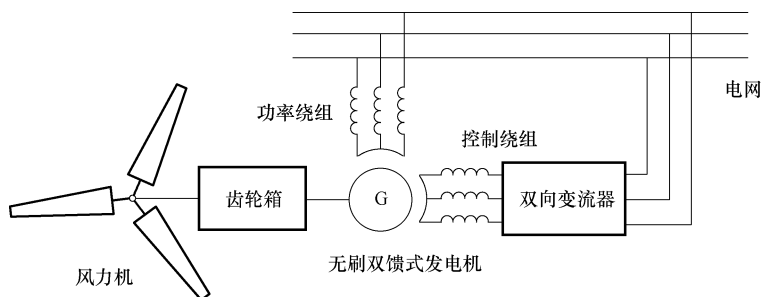 电网
功率绕组
控制绕组
齿轮箱
G
双向变流器
无刷双馈式发电机
风力机